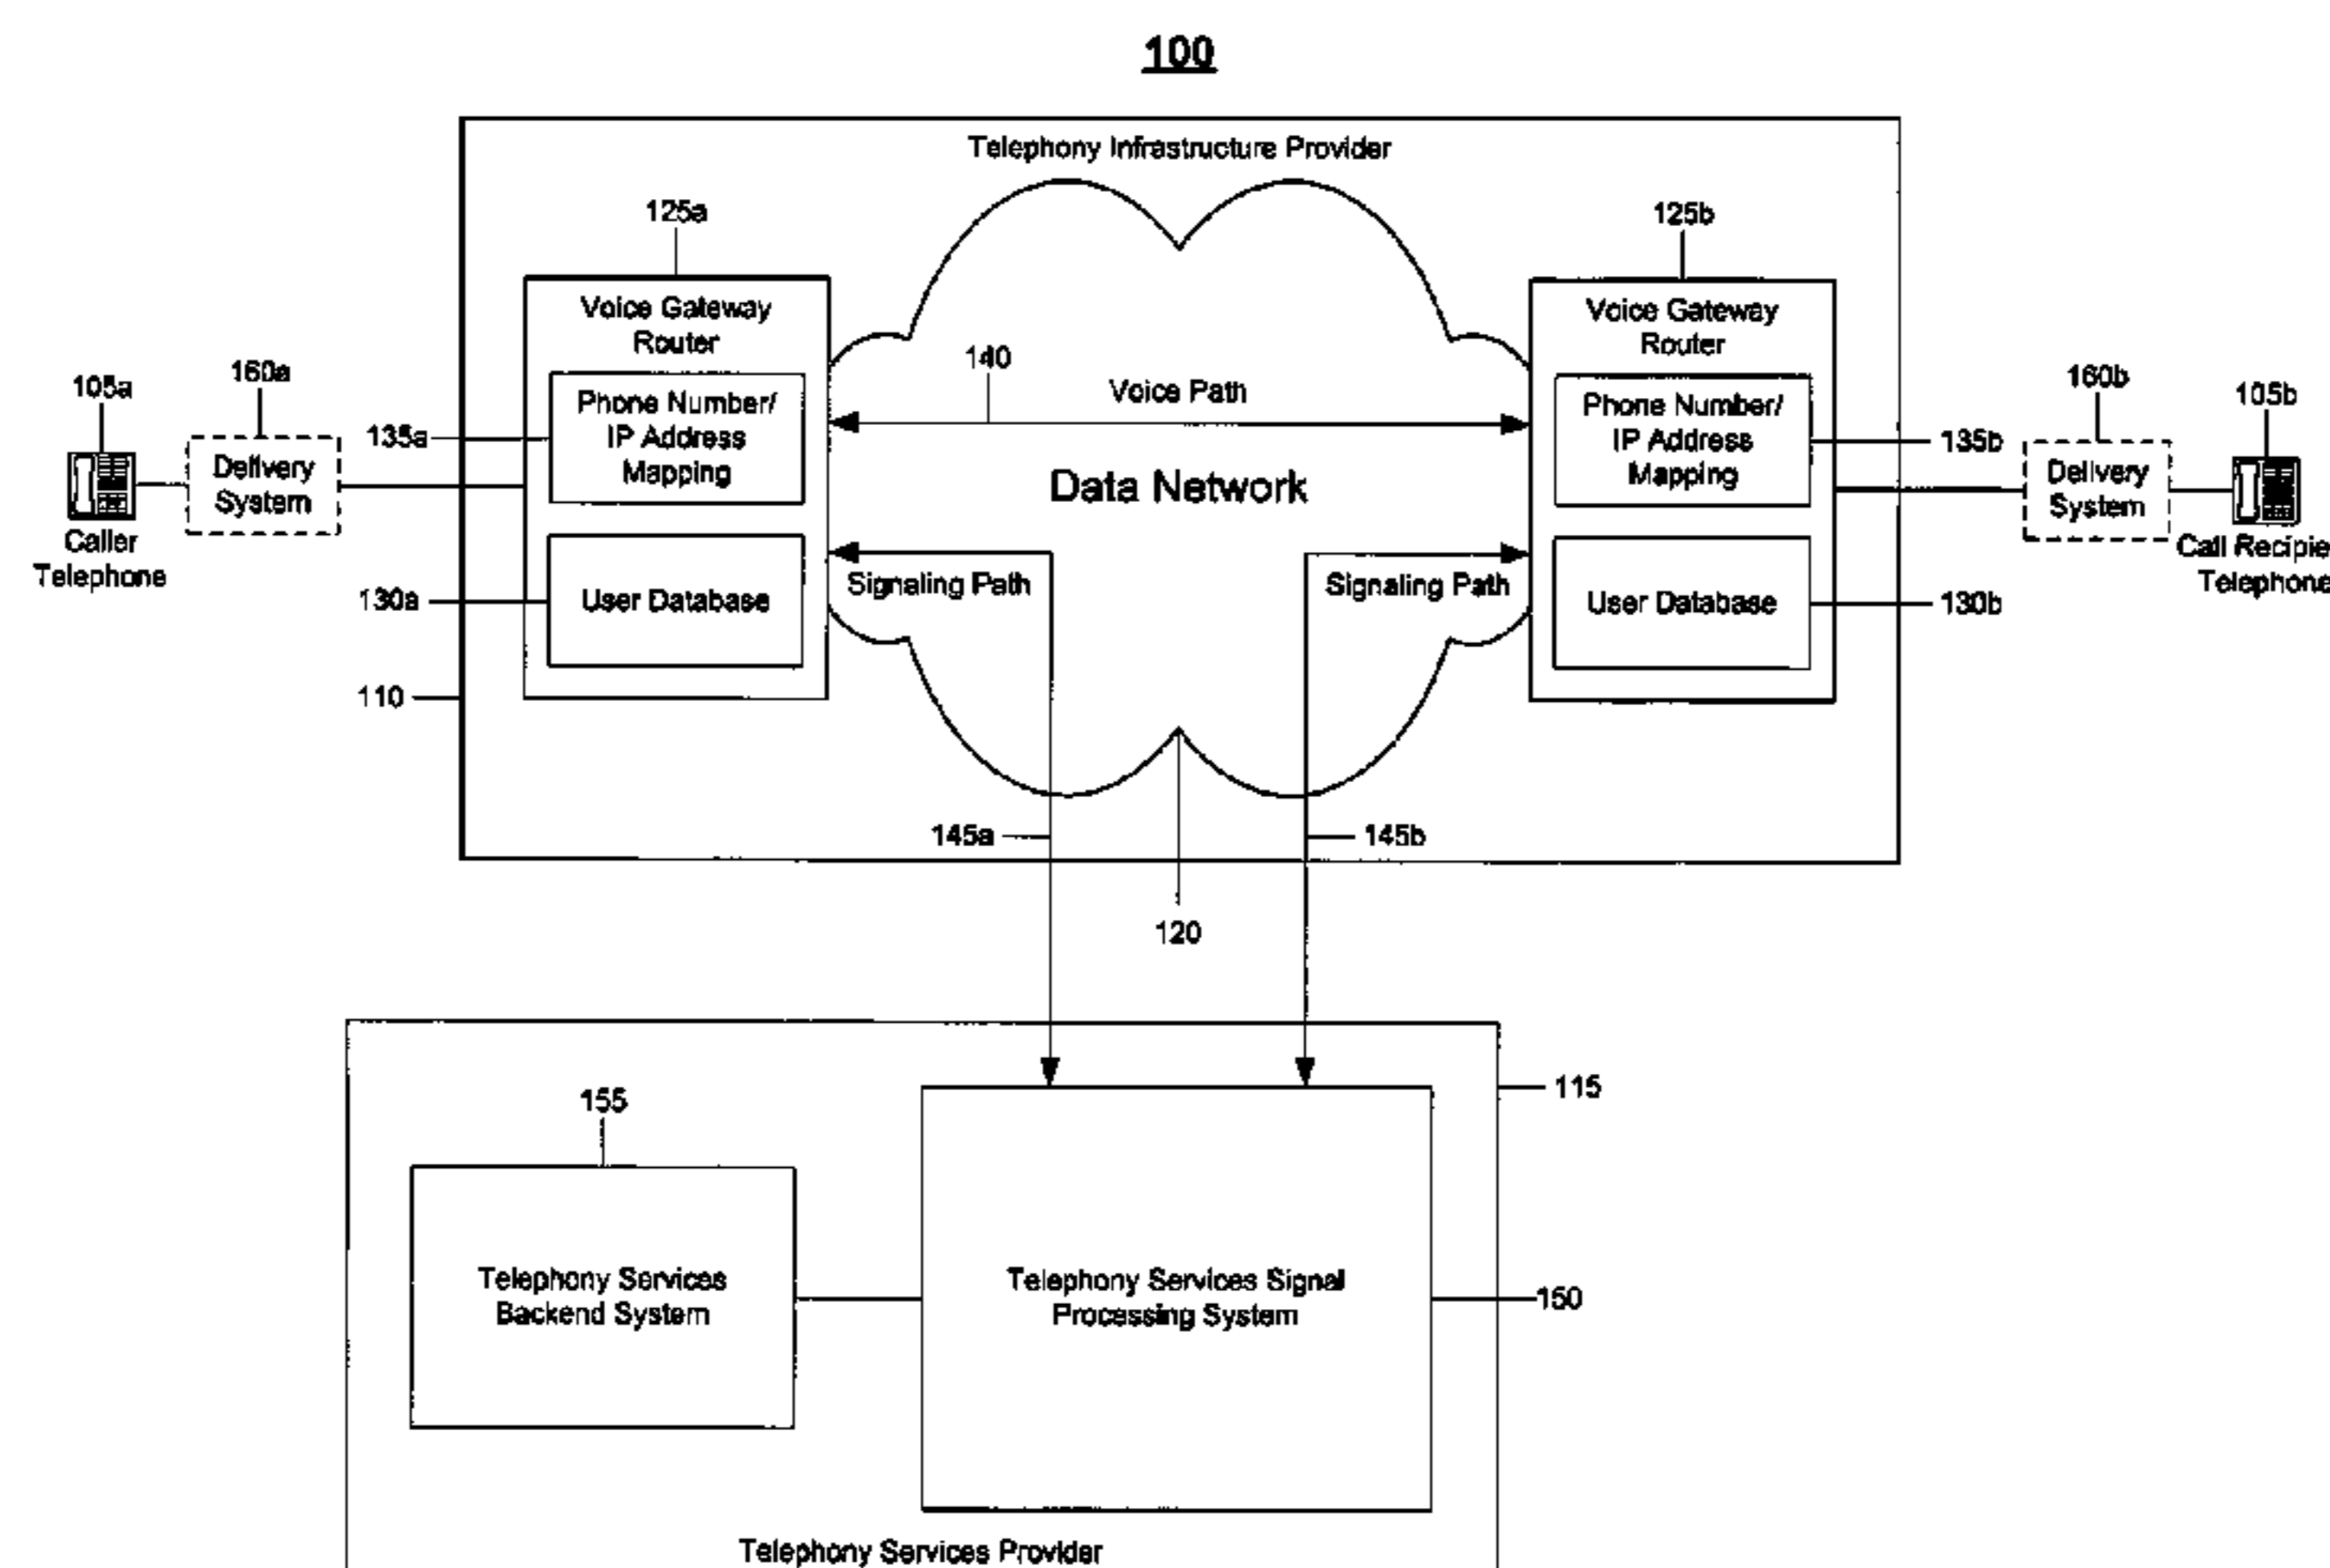 100
Telephony Infrastructure Provider
125a
125b
Voice Gateway
Router
Voice Gateway
Router
105a
160a
140
Voice Path
160b
105b
135a
Phone Number/
IP Address
Mapping
Phone Number/
IP Address
Mapping
135b
Delivery
System
Data Network
Delivery
System
Caller
Telephone
Call Recipie
Telephone
130a
User Database
Signaling Path
Signaling Path
User Database
130b
110
145a
145b
120
115
155
Telephony Services
Backend System
Telephony Services Signal
Processing System
150
Telephony Services Provider